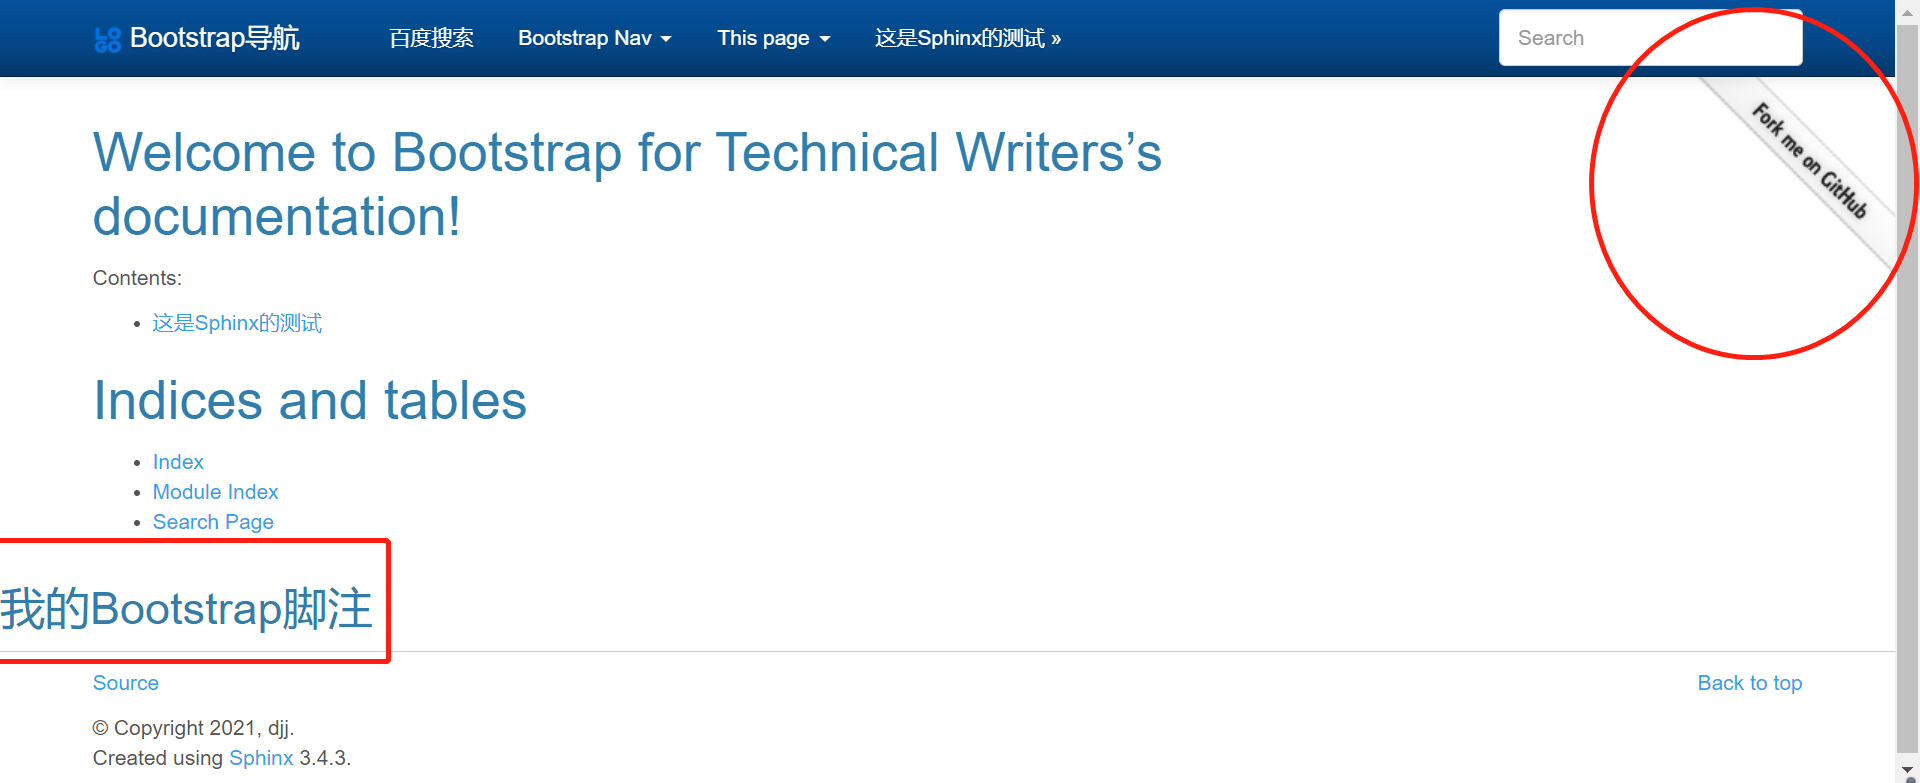 LOGO Bootstrap导航 百度搜索 Bootstrap Nav This page 这是Sphinx的测试 » Search
Fork me on GitHub
Welcome to Bootstrap for Technical Writers’s
documentation!
Contents:
这是Sphinx的测试
Indices and tables
Index
Module Index
Search Page
我的Bootstrap脚注
Source Back to top
© Copyright 2021, djj.
Created using Sphinx 3.4.3.